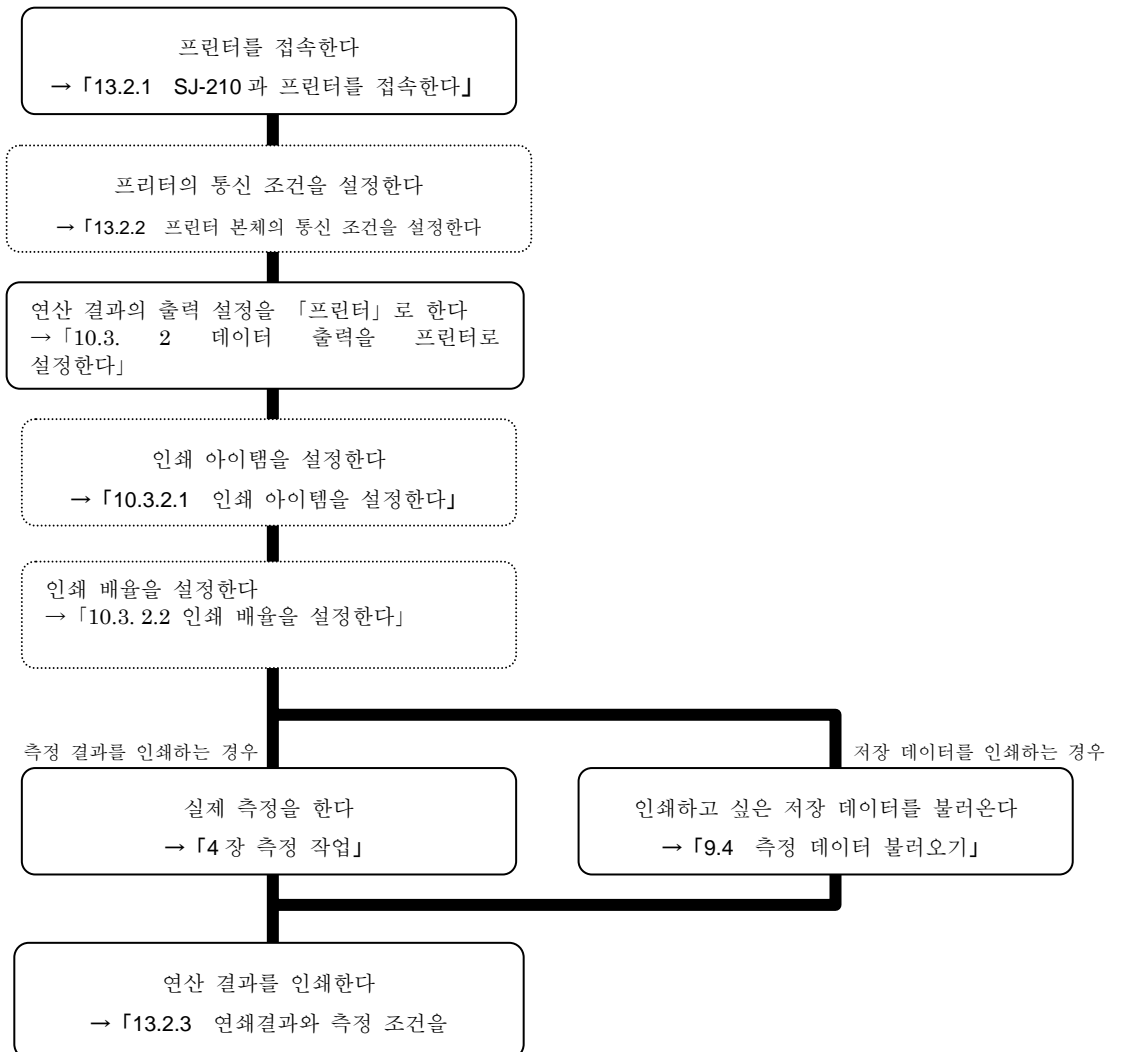 프린터를 접속한다
→「13.2.1 SJ-210 과 프린터를 접속한다」
프리터의 통신 조건을 설정한다
→「13.2.2 프린터 본체의 통신 조건을 설정한다
연산 결과의 출력 설정을 「프린터」로 한다
→「10.3. 2 데이터 출력을 프린터로
설정한다」
인쇄 아이탬을 설정한다
→「10.3.2.1 인쇄 아이템을 설정한다」
인쇄 배율을 설정한다
→「10.3. 2.2 인쇄 배율을 설정한다」
측정 결과를 인쇄하는 경우
저장 데이터를 인쇄하는 경우
실제 측정을 한다
→「4 장 측정 작업」
인쇄하고 싶은 저장 데이터를 불러온다
→「9.4 측정 데이터 불러오기」
연산 결과를 인쇄한다
→「13.2.3 연쇄결과와 측정 조건을